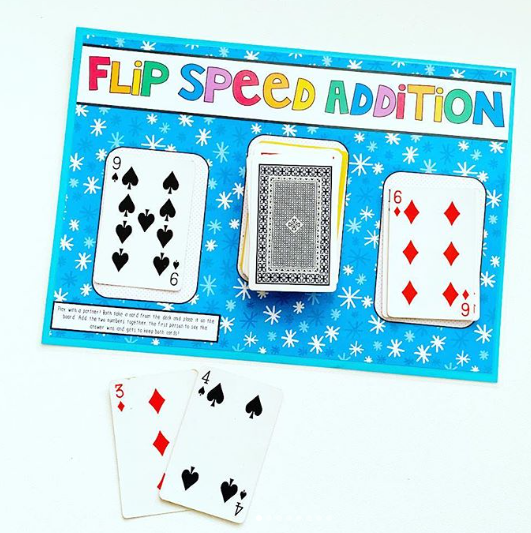 FLIP SPEED ADDITION
9
6
9
6
Play with a partner! Both take a card from the deck and place it on the
board. Add the two numbers together, the first person to say the
answer wins and gets to keep both cards!
3
4
4